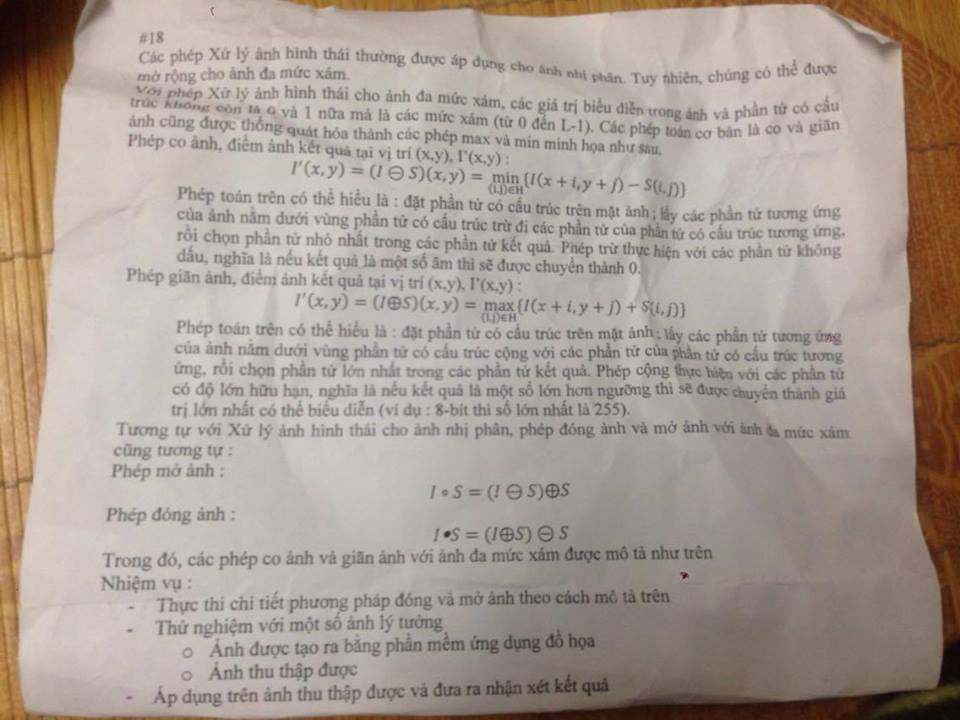 #18
Các phép Xử lý ảnh hình thái thường được áp dụng cho ảnh nhị phân. Tuy nhiên, chúng có thể được
mở rộng cho ảnh đa mức xám.
Với phép Xử lý ảnh hình thái cho ảnh đa mức xám, các giá trị biểu diễn trong ảnh và phần tử có cấu
trúc không còn là 0 và 1 nữa mà là các mức xám (từ 0 đến L-1). Các phép toán cơ bản là co và giãn
ảnh cũng được thống quát hóa thành các phép max và min minh họa như sau.
Phép co ảnh, điểm ảnh kết quả tại vị trí (x,y), I'(x,y) :
I'(x, y) = (I ⊖ S)(x, y) = min(i,j)∈H{I(x + i, y + j) − S(i, j)}
Phép toán trên có thể hiểu là : đặt phần tử có cấu trúc trên mặt ảnh ; lấy các phần tử tương ứng
của ảnh nằm dưới vùng phần tử có cấu trúc trừ đi các phần tử của phần tử có cấu trúc tương ứng,
rồi chọn phần tử nhỏ nhất trong các phần tử kết quả. Phép trừ thực hiện với các phần tử không
dấu, nghĩa là nếu kết quả là một số âm thì sẽ được chuyển thành 0.
Phép giãn ảnh, điểm ảnh kết quả tại vị trí (x,y), I'(x,y) :
I'(x, y) = (I⊕S)(x, y) = max(i,j)∈H{I(x + i, y + j) + S(i, j)}
Phép toán trên có thể hiểu là : đặt phần tử có cấu trúc trên mặt ảnh ; lấy các phần tử tương ứng
của ảnh nằm dưới vùng phần tử có cấu trúc cộng với các phần tử của phần tử có cấu trúc tương
ứng, rồi chọn phần tử lớn nhất trong các phần tử kết quả. Phép cộng thực hiện với các phần tử
có độ lớn hữu hạn, nghĩa là nếu kết quả là một số lớn hơn ngưỡng thì sẽ được chuyển thành giá
trị lớn nhất có thể biểu diễn (ví dụ : 8-bit thì số lớn nhất là 255).
Tương tự với Xử lý ảnh hình thái cho ảnh nhị phân, phép đóng ảnh và mở ảnh với ảnh đa mức xám
cũng tương tự :
Phép mở ảnh :
I ∘ S = (I ⊖ S)⊕S
Phép đóng ảnh :
I •S = (I⊕S) ⊖ S
Trong đó, các phép co ảnh và giãn ảnh với ảnh đa mức xám được mô tả như trên
Nhiệm vụ :
- Thực thi chi tiết phương pháp đóng và mở ảnh theo cách mô tả trên
- Thử nghiệm với một số ảnh lý tưởng
o Ảnh được tạo ra bằng phần mềm ứng dụng đồ họa
o Ảnh thu thập được
- Áp dụng trên ảnh thu thập được và đưa ra nhận xét kết quả